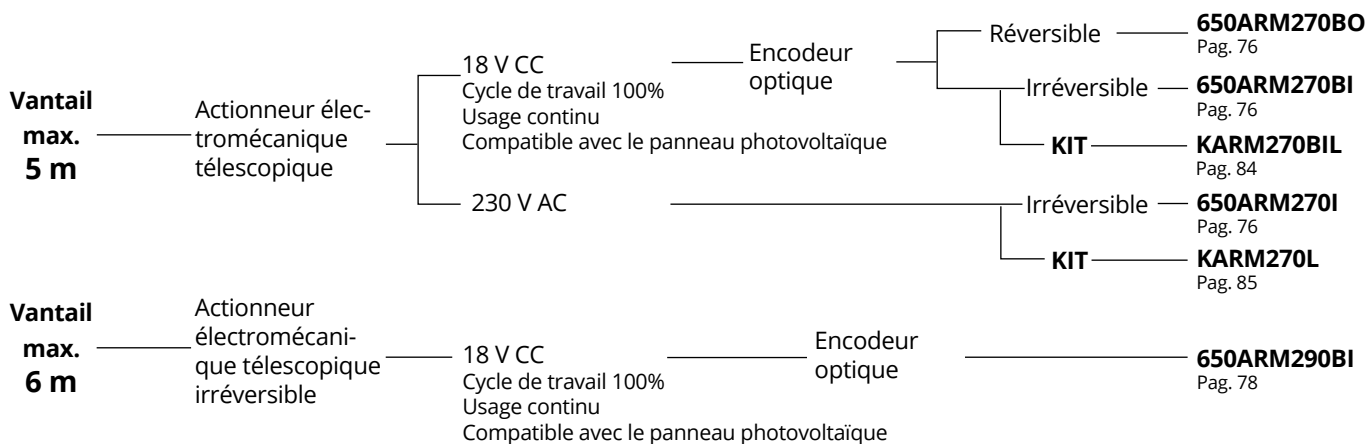 Vantail
max.
5 m
Actionneur élec-
tromécanique
télescopique
18 V CC
Cycle de travail 100%
Usage continu
Compatible avec le panneau photovoltaïque
Encodeur
optique
Réversible
650ARM270BO
Pag. 76
Irréversible
650ARM270BI
Pag. 76
KIT
KARM270BIL
Pag. 84
230 V AC
Irréversible
650ARM270I
Pag. 76
KIT
KARM270L
Pag. 85
Vantail
max.
6 m
Actionneur
électromécani-
que télescopique
irréversible
18 V CC
Cycle de travail 100%
Usage continu
Compatible avec le panneau photovoltaïque
Encodeur
optique
650ARM290BI
Pag. 78